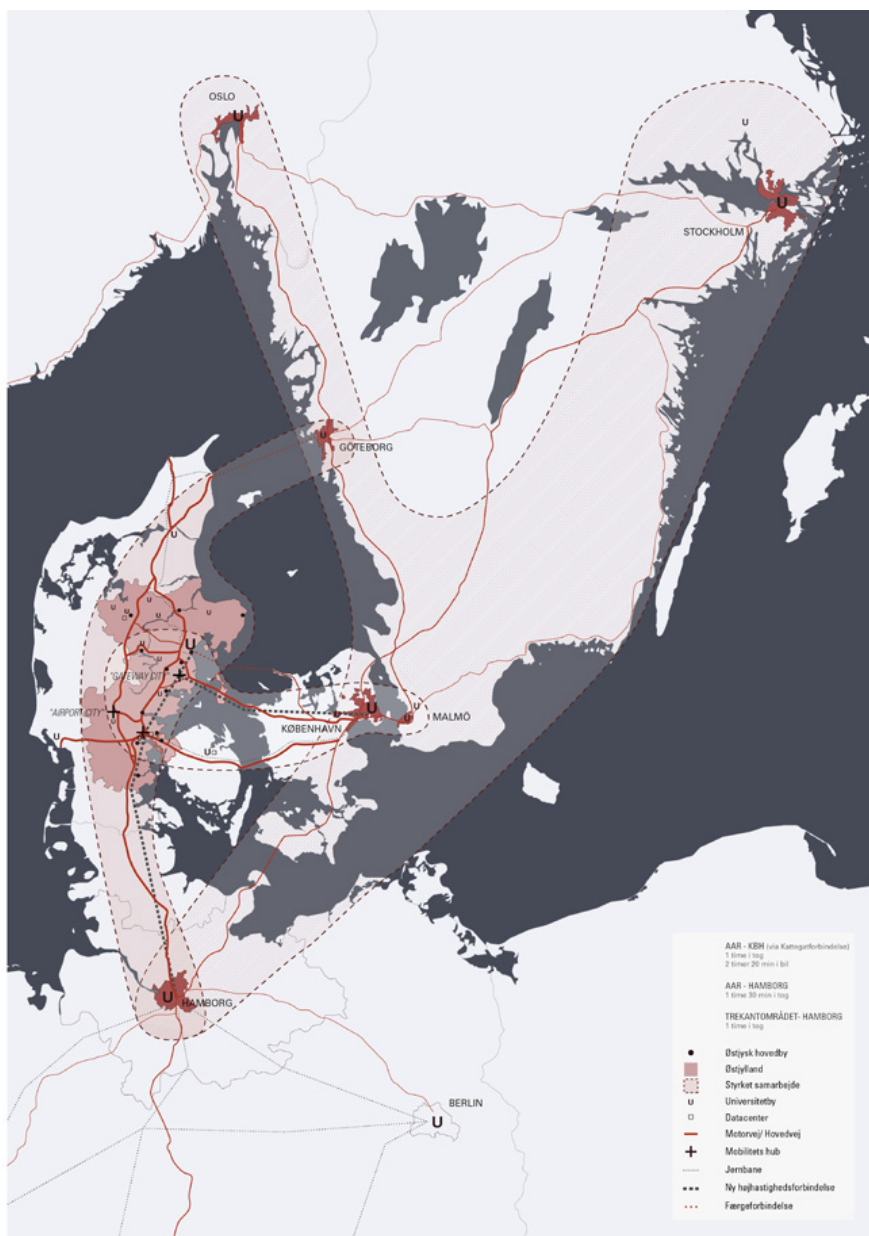 OSLO
U
U
U
STOCKHOLM
U
GÖTEBORG
U
U
U
U
U
U
U
U
U
U
U
"GATEWAY CITY"
U
"AIRPORT CITY"
U
U
U
U
U
U
MALMÖ
KØBENHAVN
U
U
U
HAMBORG
BERLIN
U
AAR - KBH (via Kattegatforbindelse)
1 time i tog
2 timer 20 min i bil
AAR - HAMBORG
1 time 30 min i tog
TREKANTOMRÅDET- HAMBORG
1 time i tog
Østjysk hovedby
Østjylland
Styrket samarbejde
U Universitetby
Datacenter
Motorvej/ Hovedvej
Mobilitets hub
Jernbane
Ny højhastighedsforbindelse
Færgeforbindelse